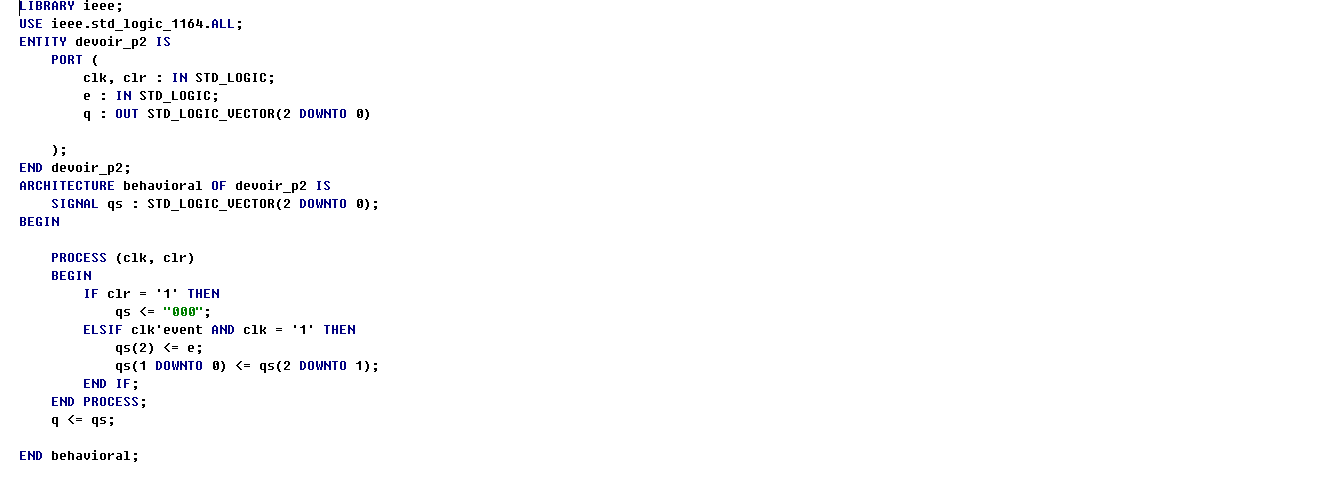 LIBRARY ieee;
USE ieee.std_logic_1164.ALL;
ENTITY devoir_p2 IS
PORT (
clk, clr : IN STD_LOGIC;
e : IN STD_LOGIC;
q : OUT STD_LOGIC_VECTOR(2 DOWNTO 0)
);
END devoir_p2;
ARCHITECTURE behavioral OF devoir_p2 IS
SIGNAL qs : STD_LOGIC_VECTOR(2 DOWNTO 0);
BEGIN
PROCESS (clk, clr)
BEGIN
IF clr = '1' THEN
qs <= "000";
ELSIF clk'event AND clk = '1' THEN
qs(2) <= e;
qs(1 DOWNTO 0) <= qs(2 DOWNTO 1);
END IF;
END PROCESS;
q <= qs;
END behavioral;